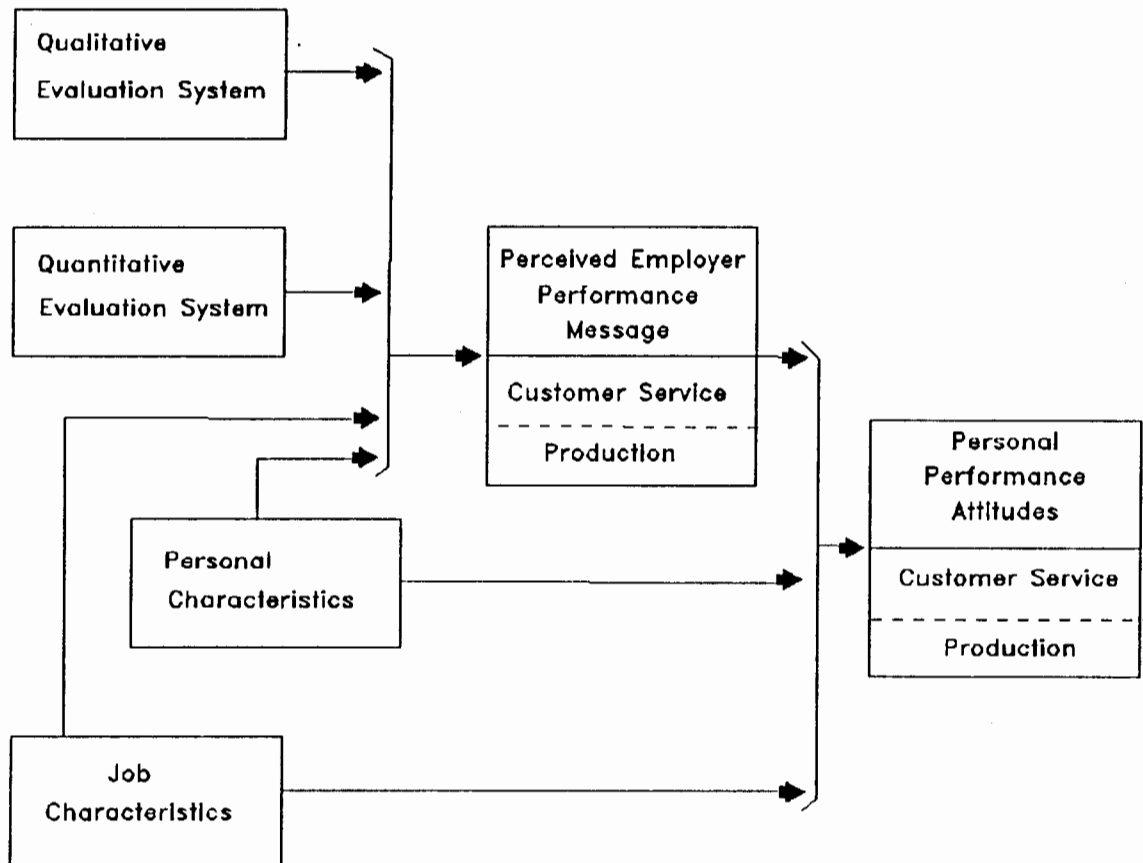 Qualitative
Evaluation System
Quantitative
Evaluation System
Perceived Employer
Performance
Message
Customer Service
Production
Personal
Performance
Attitudes
Customer Service
Production
Personal
Characteristics
Job
Characteristics